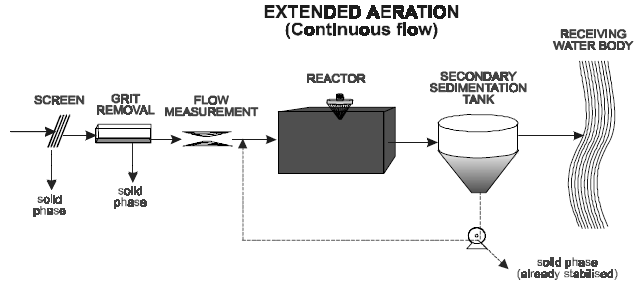 EXTENDED AERATION
(Continuous flow)
RECEIVING
WATER BODY
REACTOR
SECONDARY
SEDIMENTATION
TANK
SCREEN
GRIT
REMOVAL
FLOW
MEASUREMENT
solid
phase
solid
phase
solid phase
(already stabilised)